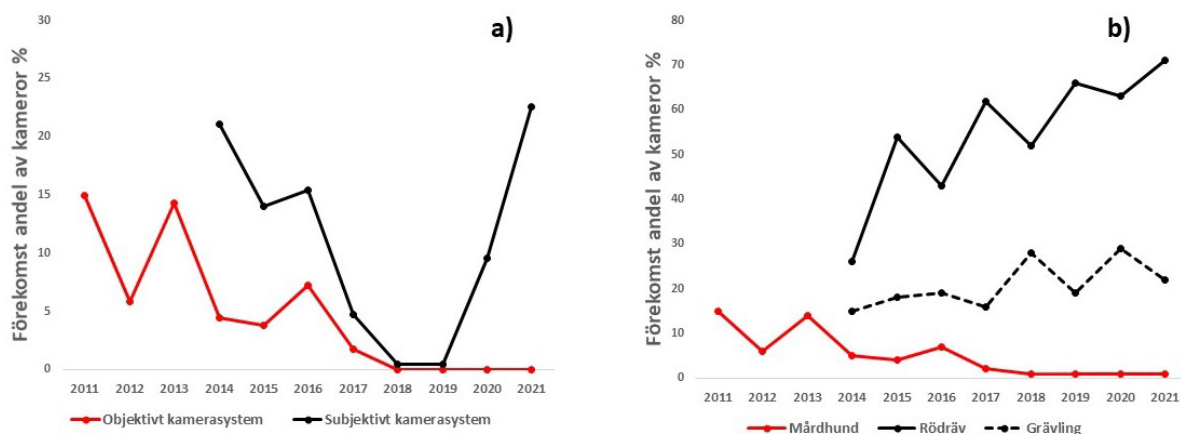 a)
Förekomst andel av kameror %
30
25
20
15
10
5
0
2011 2012 2013 2014 2015 2016 2017 2018 2019 2020 2021
Objektivt kamerasystem Subjektivt kamerasystem
b)
Förekomst andel av kameror %
80
70
60
50
40
30
20
10
0
2011 2012 2013 2014 2015 2016 2017 2018 2019 2020 2021
Mårdhund Rödräv Grävling